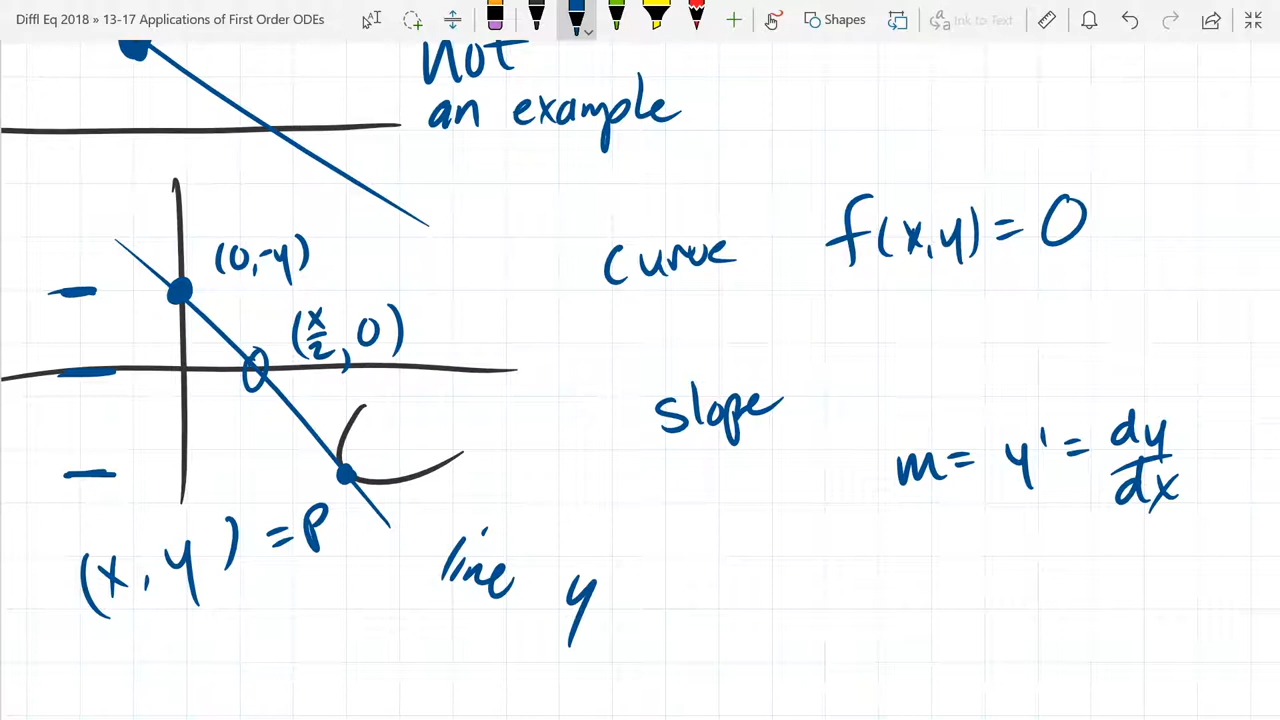 Diffl Eq 2018 » 13-17 Applications of First Order ODEs
Shapes
Ink to Text
not
an example
(0,-y)
(x/2, 0)
(x, y) = P
curve f(x,y) = 0
slope m = y' = dy/dx
line y